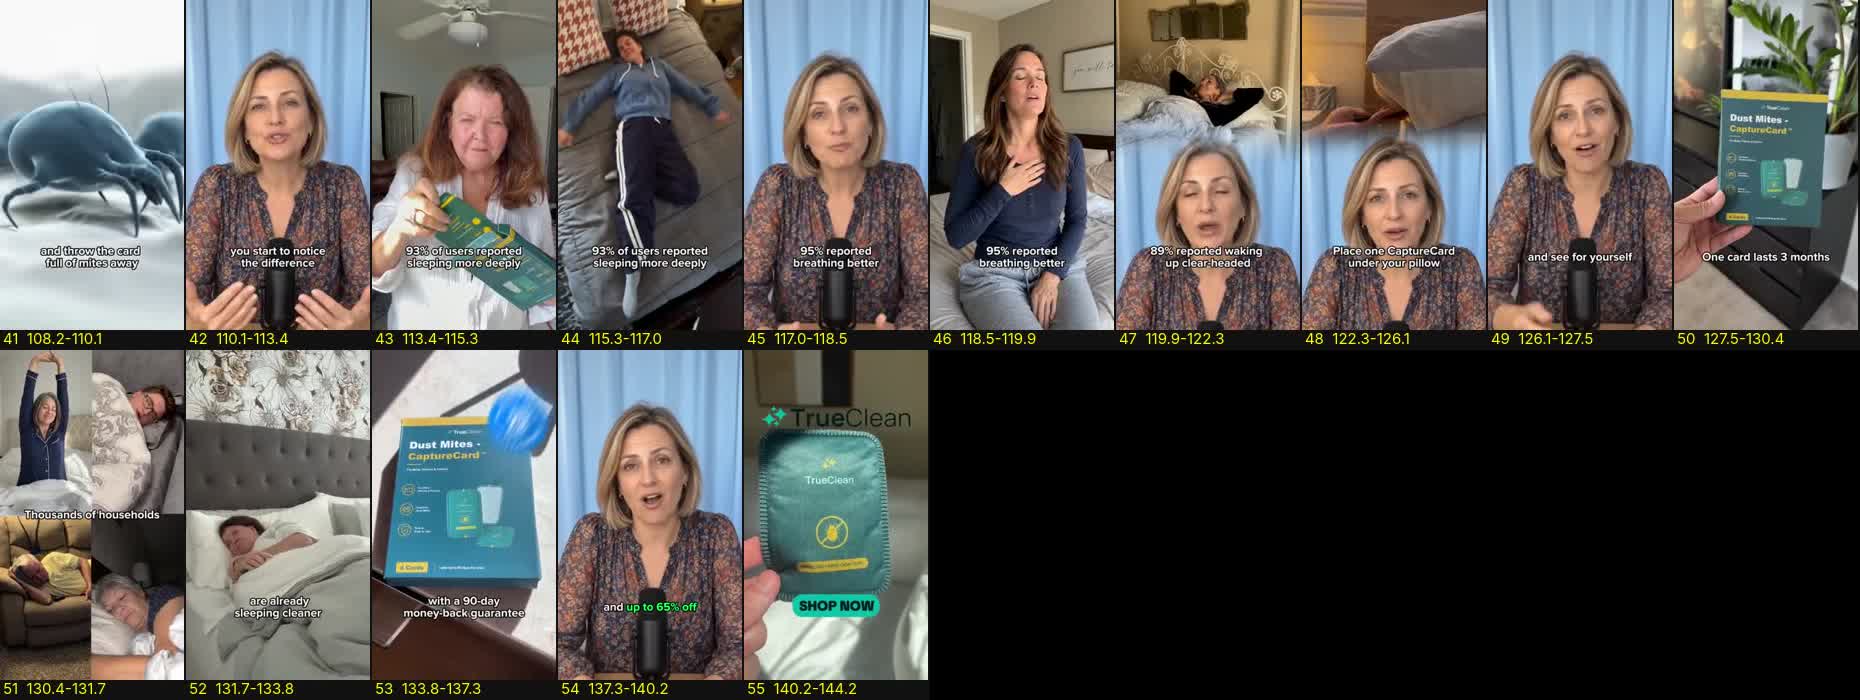 and throw the card
full of mites away
41 108.2-110.1
you start to notice
the difference
42 110.1-113.4
93% of users reported
sleeping more deeply
43 113.4-115.3
93% of users reported
sleeping more deeply
44 115.3-117.0
95% reported
breathing better
45 117.0-118.5
95% reported
breathing better
46 118.5-119.9
89% reported waking
up clear-headed
47 119.9-122.3
Place one CaptureCard
under your pillow
48 122.3-126.1
and see for yourself
49 126.1-127.5
TrueClean
Dust Mites -
CaptureCard™
One card lasts 3 months
50 127.5-130.4
Thousands of households
51 130.4-131.7
are already
sleeping cleaner
52 131.7-133.8
TrueClean
Dust Mites -
CaptureCard™
6 Cards
with a 90-day
money-back guarantee
53 133.8-137.3
and up to 65% off
54 137.3-140.2
TrueClean
TrueClean
SHOP NOW
55 140.2-144.2